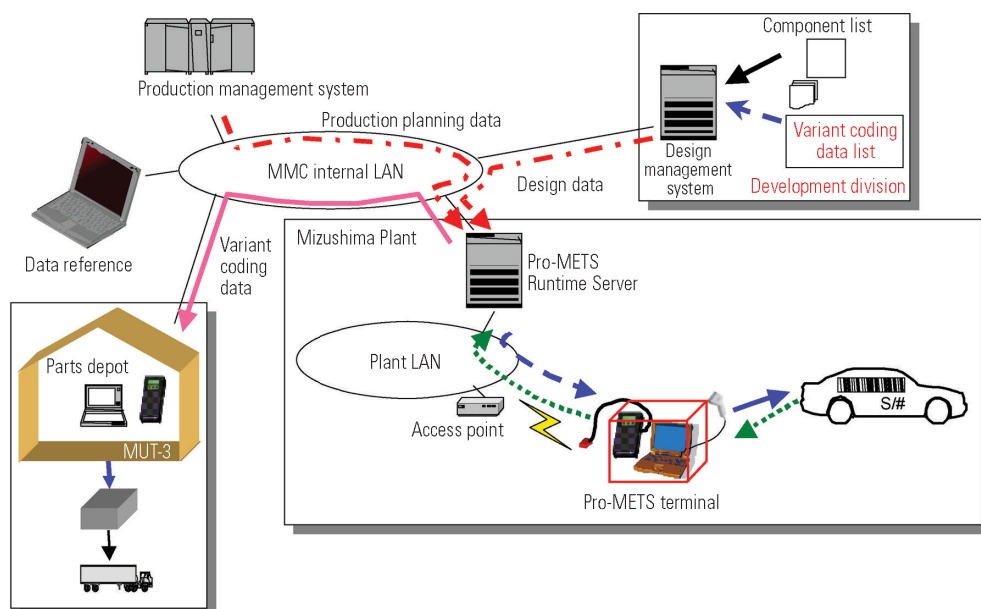 Production management system
Component list
Production planning data
MMC internal LAN
Design data
Design
management
system
Variant coding
data list
Development division
Data reference
Variant
coding
data
Mizushima Plant
Pro-METS
Runtime Server
Parts depot
MUT-3
Plant LAN
Access point
Pro-METS terminal
S/#